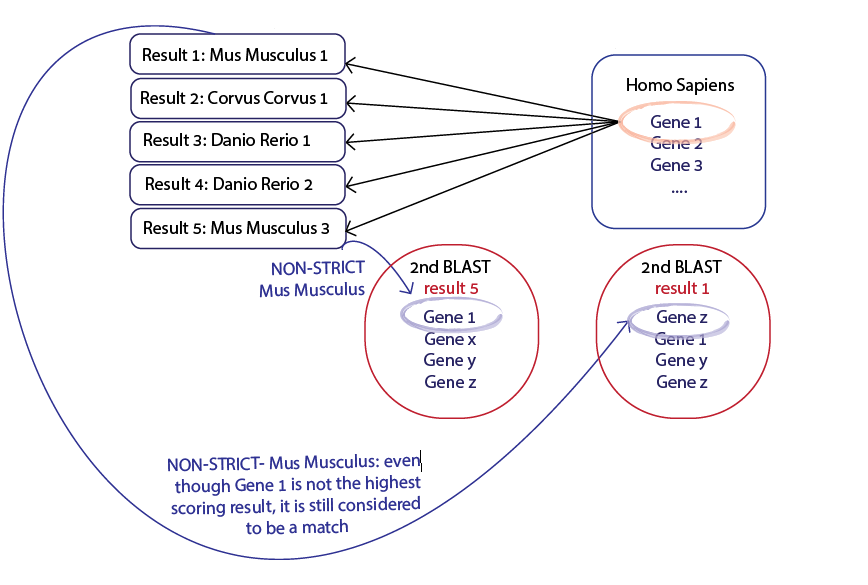 Result 1: Mus Musculus 1
Result 2: Corvus Corvus 1
Result 3: Danio Rerio 1
Result 4: Danio Rerio 2
Result 5: Mus Musculus 3
Homo Sapiens
Gene 1
Gene 2
Gene 3
....
NON-STRICT
Mus Musculus
2nd BLAST
result 5
Gene 1
Gene x
Gene y
Gene z
2nd BLAST
result 1
Gene z
Gene 1
Gene y
Gene z
NON-STRICT- Mus Musculus: even
though Gene 1 is not the highest
scoring result, it is still considered
to be a match